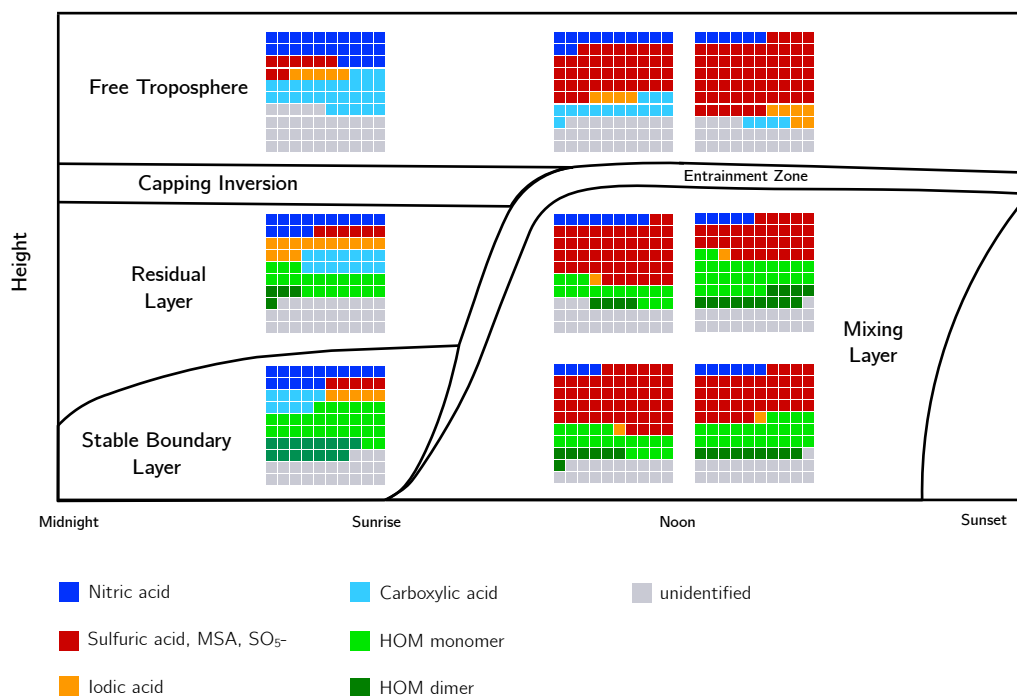 Free Troposphere
Capping Inversion
Entrainment Zone
Height
Residual
Layer
Mixing
Layer
Stable Boundary
Layer
Midnight
Sunrise
Noon
Sunset
Nitric acid
Carboxylic acid
unidentified
Sulfuric acid, MSA, SO₅-
HOM monomer
Iodic acid
HOM dimer